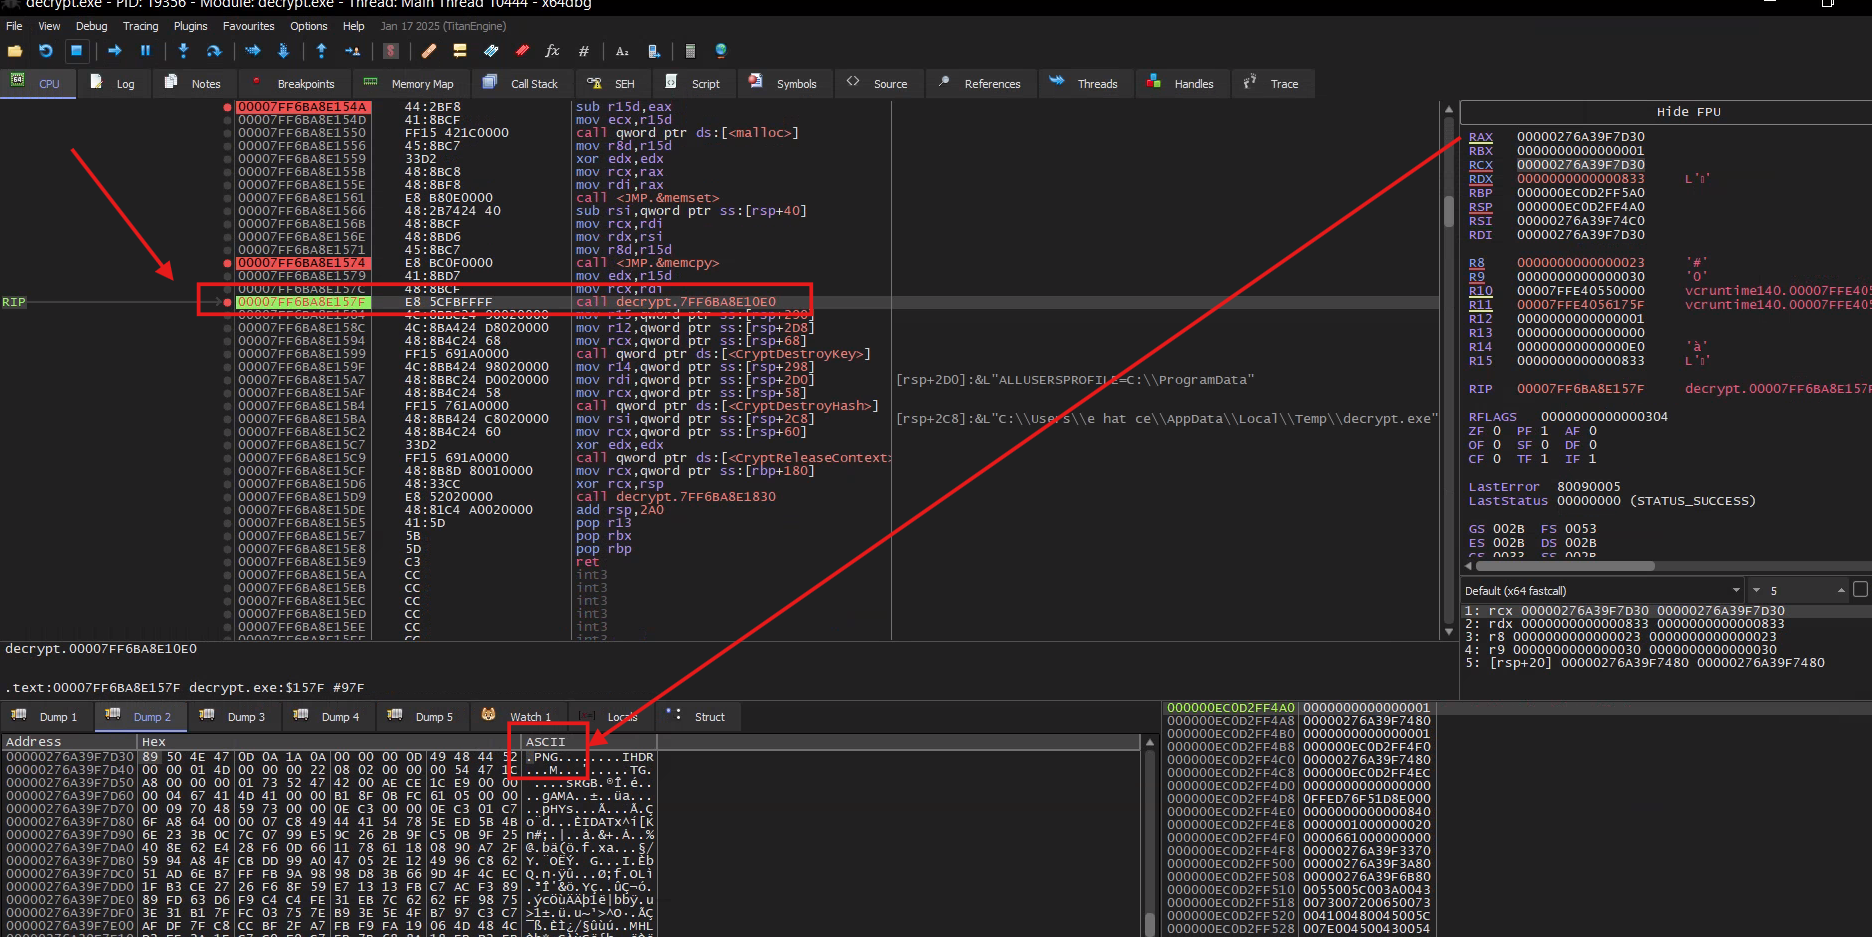 decrypt.exe - PID: 19356 - Module: decrypt.exe - Thread: Main Thread 10444 - x64dbg
File View Debug Tracing Plugins Favourites Options Help Jan 17 2025 (TitanEngine)
CPU Log Notes Breakpoints Memory Map Call Stack SEH Script Symbols Source References Threads Handles Trace
00007FF6BA8E154A 44:2BF8 sub r15d,eax
00007FF6BA8E154D 41:8BCF mov ecx,r15d
00007FF6BA8E1550 FF15 421C0000 call qword ptr ds:[<malloc>]
00007FF6BA8E1556 45:8BC7 mov r8d,r15d
00007FF6BA8E1559 33D2 xor edx,edx
00007FF6BA8E155B 48:8BC8 mov rcx,rax
00007FF6BA8E155E 48:8BF8 mov rdi,rax
00007FF6BA8E1561 E8 B80E0000 call <JMP.&memset>
00007FF6BA8E1566 48:2B7424 40 sub rsi,qword ptr ss:[rsp+40]
00007FF6BA8E156B 48:8BCF mov rcx,rdi
00007FF6BA8E156E 48:8BD6 mov rdx,rsi
00007FF6BA8E1571 45:8BC7 mov r8d,r15d
00007FF6BA8E1574 E8 BC0F0000 call <JMP.&memcpy>
00007FF6BA8E1579 41:8BD7 mov edx,r15d
00007FF6BA8E157C 48:8BCF mov rcx,rdi
RIP 00007FF6BA8E157F E8 5CFBFFFF call decrypt.7FF6BA8E10E0
00007FF6BA8E1584 4C:8BBC24 90020000 mov r15,qword ptr ss:[rsp+290]
00007FF6BA8E158C 4C:8BA424 D8020000 mov r12,qword ptr ss:[rsp+2D8]
00007FF6BA8E1594 48:8B4C24 68 mov rcx,qword ptr ss:[rsp+68]
00007FF6BA8E1599 FF15 691A0000 call qword ptr ds:[<CryptDestroyKey>]
00007FF6BA8E159F 4C:8BB424 98020000 mov r14,qword ptr ss:[rsp+298]
00007FF6BA8E15A7 48:8BBC24 D0020000 mov rdi,qword ptr ss:[rsp+2D0] [rsp+2D0]:&L"ALLUSERSPROFILE=C:\\ProgramData"
00007FF6BA8E15AF 48:8B4C24 58 mov rcx,qword ptr ss:[rsp+58]
00007FF6BA8E15B4 FF15 761A0000 call qword ptr ds:[<CryptDestroyHash>]
00007FF6BA8E15BA 48:8BB424 C8020000 mov rsi,qword ptr ss:[rsp+2C8] [rsp+2C8]:&L"C:\\Users\\e hat ce\\AppData\\Local\\Temp\\decrypt.exe"
00007FF6BA8E15C2 48:8B4C24 60 mov rcx,qword ptr ss:[rsp+60]
00007FF6BA8E15C7 33D2 xor edx,edx
00007FF6BA8E15C9 FF15 691A0000 call qword ptr ds:[<CryptReleaseContext>
00007FF6BA8E15CF 48:8B8D 80010000 mov rcx,qword ptr ss:[rbp+180]
00007FF6BA8E15D6 48:33CC xor rcx,rsp
00007FF6BA8E15D9 E8 52020000 call decrypt.7FF6BA8E1830
00007FF6BA8E15DE 48:81C4 A0020000 add rsp,2A0
00007FF6BA8E15E5 41:5D pop r13
00007FF6BA8E15E7 5B pop rbx
00007FF6BA8E15E8 5D pop rbp
00007FF6BA8E15E9 C3 ret
00007FF6BA8E15EA CC int3
00007FF6BA8E15EB CC int3
00007FF6BA8E15EC CC int3
00007FF6BA8E15ED CC int3
00007FF6BA8E15EE CC int3
00007FF6BA8E15EF CC int3
decrypt.00007FF6BA8E10E0
.text:00007FF6BA8E157F decrypt.exe:$157F #97F
Hide FPU
RAX 00000276A39F7D30
RBX 0000000000000001
RCX 00000276A39F7D30
RDX 0000000000000833
RBP 000000EC0D2FF5A0
RSP 000000EC0D2FF4A0
RSI 00000276A39F74C0
RDI 00000276A39F7D30
R8 0000000000000023 '#'
R9 0000000000000030 '0'
R10 00007FFE40550000 vcruntime140.00007FFE405
R11 00007FFE4056175F vcruntime140.00007FFE405
R12 0000000000000001
R13 0000000000000000
R14 00000000000000E0 'à'
R15 0000000000000833
RIP 00007FF6BA8E157F decrypt.00007FF6BA8E157F
RFLAGS 0000000000000304
ZF 0 PF 1 AF 0
OF 0 SF 0 DF 0
CF 0 TF 1 IF 1
LastError 80090005
LastStatus 00000000 (STATUS_SUCCESS)
GS 002B FS 0053
ES 002B DS 002B
CS 0033 SS 002B
Default (x64 fastcall) 5
1: rcx 00000276A39F7D30 00000276A39F7D30
2: rdx 0000000000000833 0000000000000833
3: r8 0000000000000023 0000000000000023
4: r9 0000000000000030 0000000000000030
5: [rsp+20] 00000276A39F7480 00000276A39F7480
Dump 1 Dump 2 Dump 3 Dump 4 Dump 5 Watch 1 Locals Struct
Address Hex ASCII
00000276A39F7D30 89 50 4E 47 0D 0A 1A 0A 00 00 00 0D 49 48 44 52 .PNG........IHDR
00000276A39F7D40 00 00 01 4D 00 00 00 22 08 02 00 00 00 54 47 1C ...M...".....TG.
00000276A39F7D50 A8 00 00 00 01 73 52 47 42 00 AE CE 1C E9 00 00
00000276A39F7D60 00 04 67 41 4D 41 00 00 B1 8F 0B FC 61 05 00 00
00000276A39F7D70 00 09 70 48 59 73 00 00 0E C3 00 00 0E C3 01 C7
00000276A39F7D80 6F A8 64 00 00 07 C8 49 44 41 54 78 5E ED 5B 4B
00000276A39F7D90 6E 23 3B 0C 7C 07 99 E5 9C 26 2B 9F C5 0B 9F 25
00000276A39F7DA0 40 8E 62 E4 28 F6 0D 66 11 78 61 18 08 90 A7 2F
00000276A39F7DB0 59 94 A8 4F CB DD 99 A0 47 05 2E 12 49 96 C8 62
00000276A39F7DC0 51 AD 6E B7 FF FB 9A 98 98 D8 3B 66 9D 4F 4C EC
00000276A39F7DD0 1F B3 CE 27 26 F6 8F 59 E7 13 13 FB C7 AC F3 89
00000276A39F7DE0 89 FD 63 D6 F9 C4 C4 FE 31 EB 7C 62 62 FF 98 75
00000276A39F7DF0 3E 31 B1 7F FC 03 75 7E B9 3E 5E 4F B7 97 C3 C7
00000276A39F7E00 AF DF 7F C8 CC BF 2F A7 FB F9 FA 19 06 4D 48 4C
000000EC0D2FF4A0 0000000000000001
000000EC0D2FF4A8 00000276A39F7480
000000EC0D2FF4B0 0000000000000001
000000EC0D2FF4B8 000000EC0D2FF4F0
000000EC0D2FF4C0 00000276A39F7480
000000EC0D2FF4C8 000000EC0D2FF4EC
000000EC0D2FF4D0 0000000000000000
000000EC0D2FF4D8 0FFED76F51D8E000
000000EC0D2FF4E0 0000000000000840
000000EC0D2FF4E8 0000001000000020
000000EC0D2FF4F0 0000661000000000
000000EC0D2FF4F8 00000276A39F3370
000000EC0D2FF500 00000276A39F3A80
000000EC0D2FF508 00000276A39F6B80
000000EC0D2FF510 0055005C003A0043
000000EC0D2FF518 0073007200650073
000000EC0D2FF520 004100480045005C
000000EC0D2FF528 007E004500430054